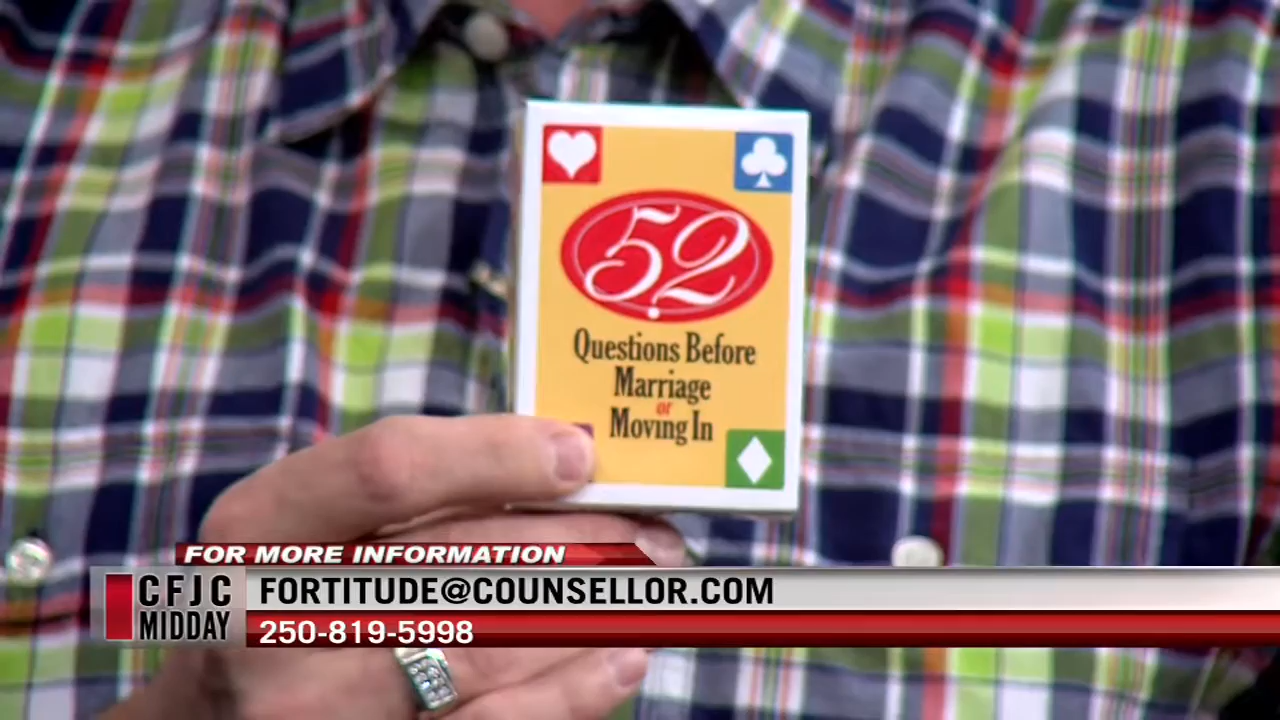 52
Questions Before
Marriage
or
Moving In
FOR MORE INFORMATION
CFJC
MIDDAY
FORTITUDE@COUNSELLOR.COM
250-819-5998